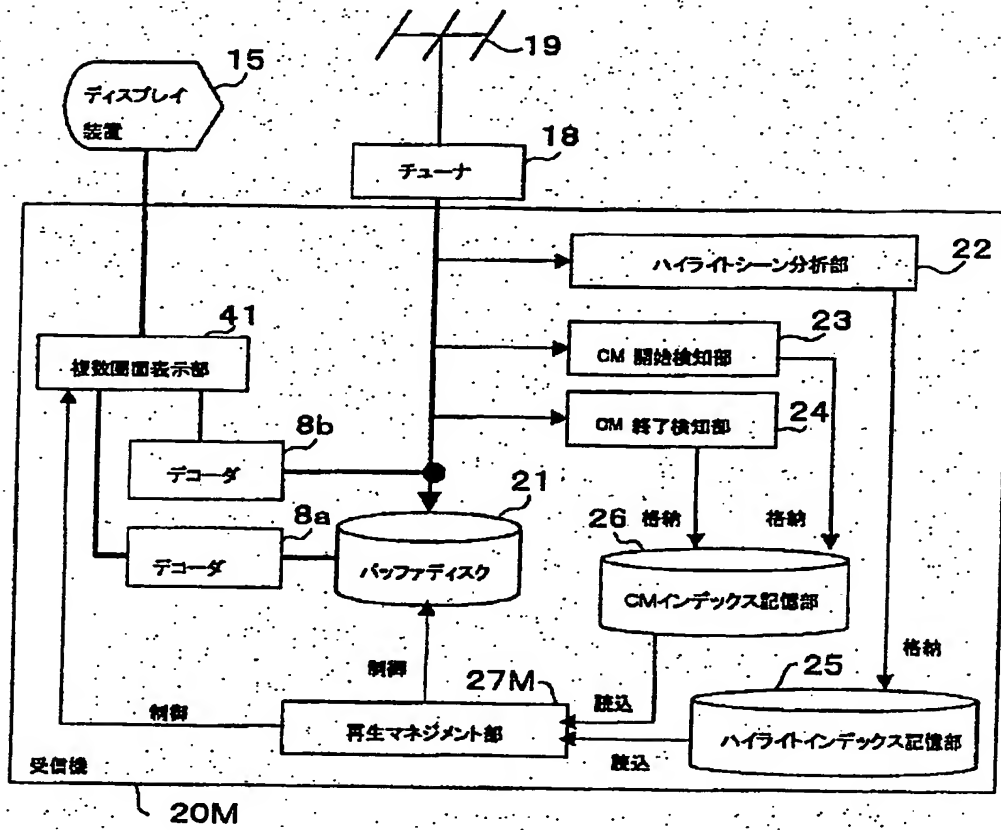 19
15
ディスプレイ
装置
18
チューナ
22
ハイライトシーン分析部
41
複数画面表示部
23
CM 開始検知部
24
CM 終了検知部
8b
デコーダ
21
8a
デコーダ
バッファディスク
26
格納
格納
CMインデックス記憶部
制御
27M
読込
25
格納
制御
再生マネジメント部
読込
ハイライトインデックス記憶部
受信機
20M